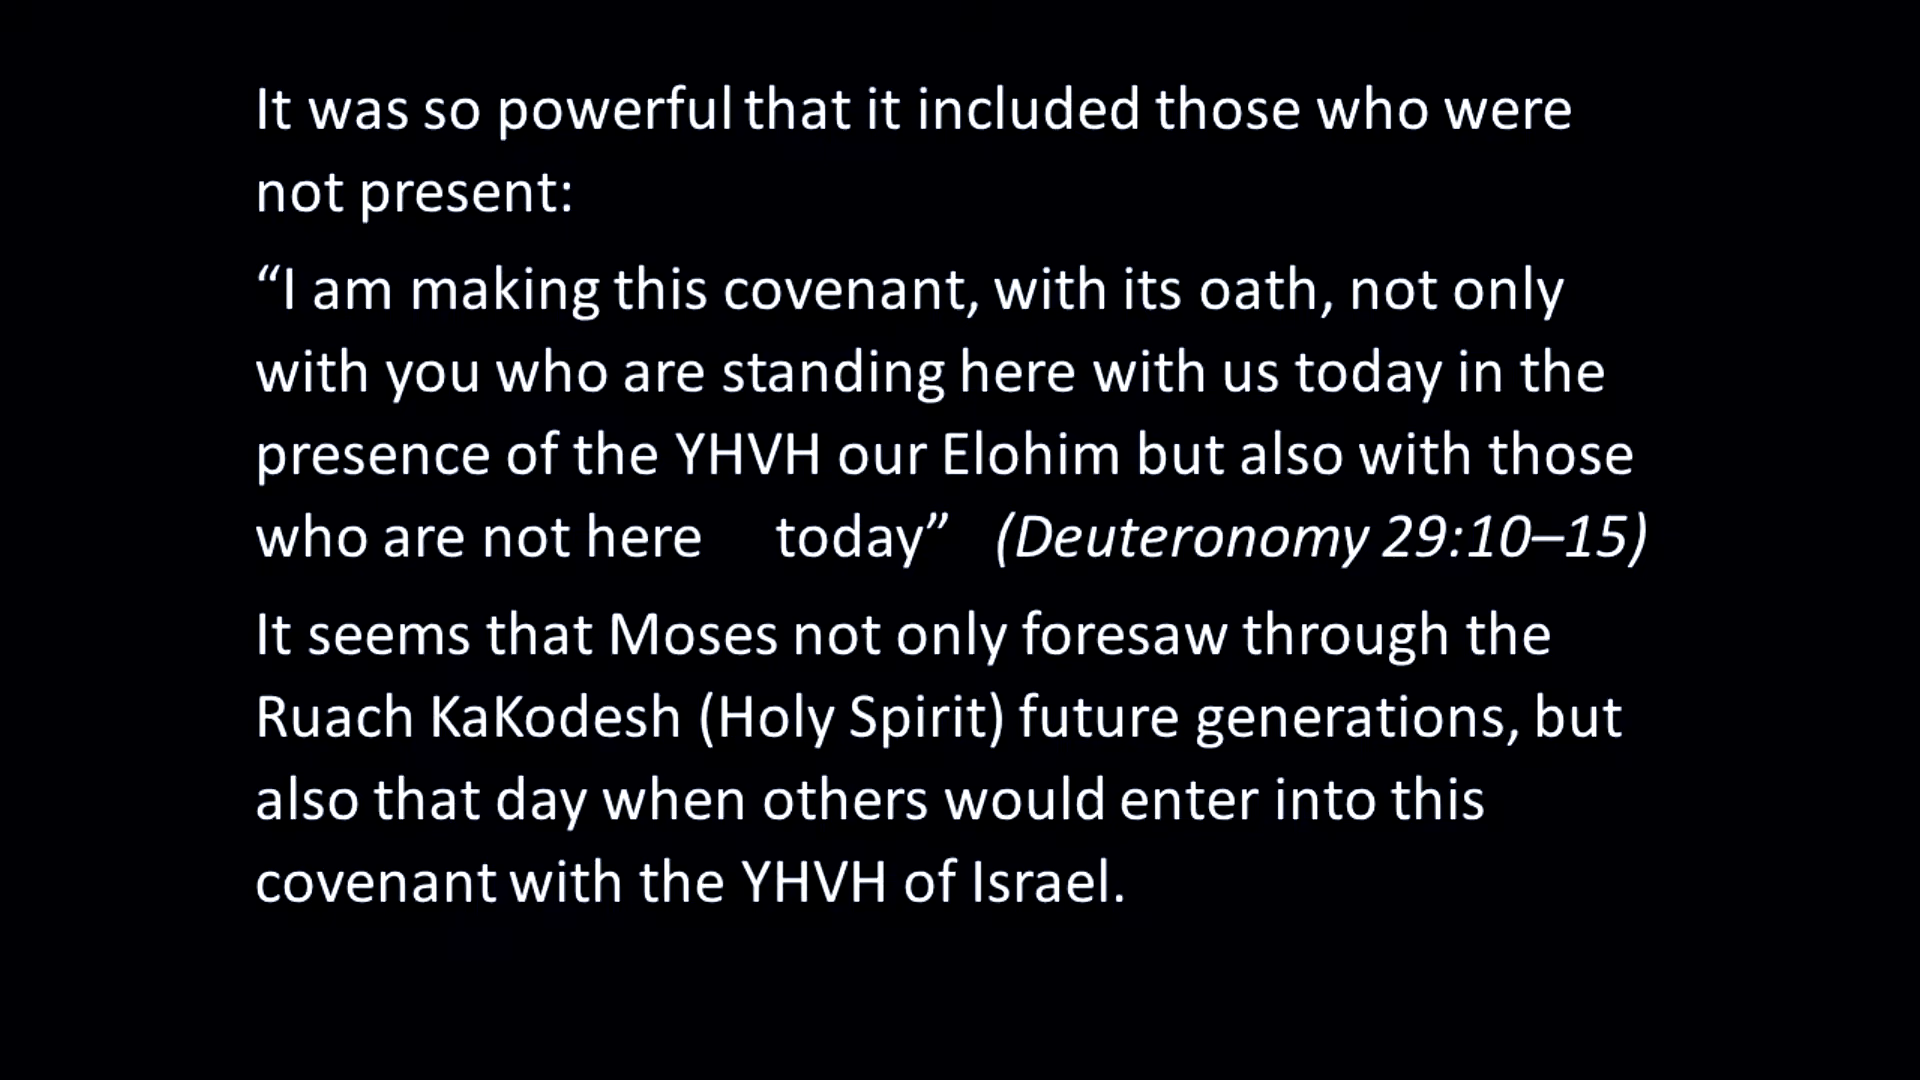 It was so powerful that it included those who were
not present:
“I am making this covenant, with its oath, not only
with you who are standing here with us today in the
presence of the YHVH our Elohim but also with those
who are not here today” (Deuteronomy 29:10–15)
It seems that Moses not only foresaw through the
Ruach KaKodesh (Holy Spirit) future generations, but
also that day when others would enter into this
covenant with the YHVH of Israel.